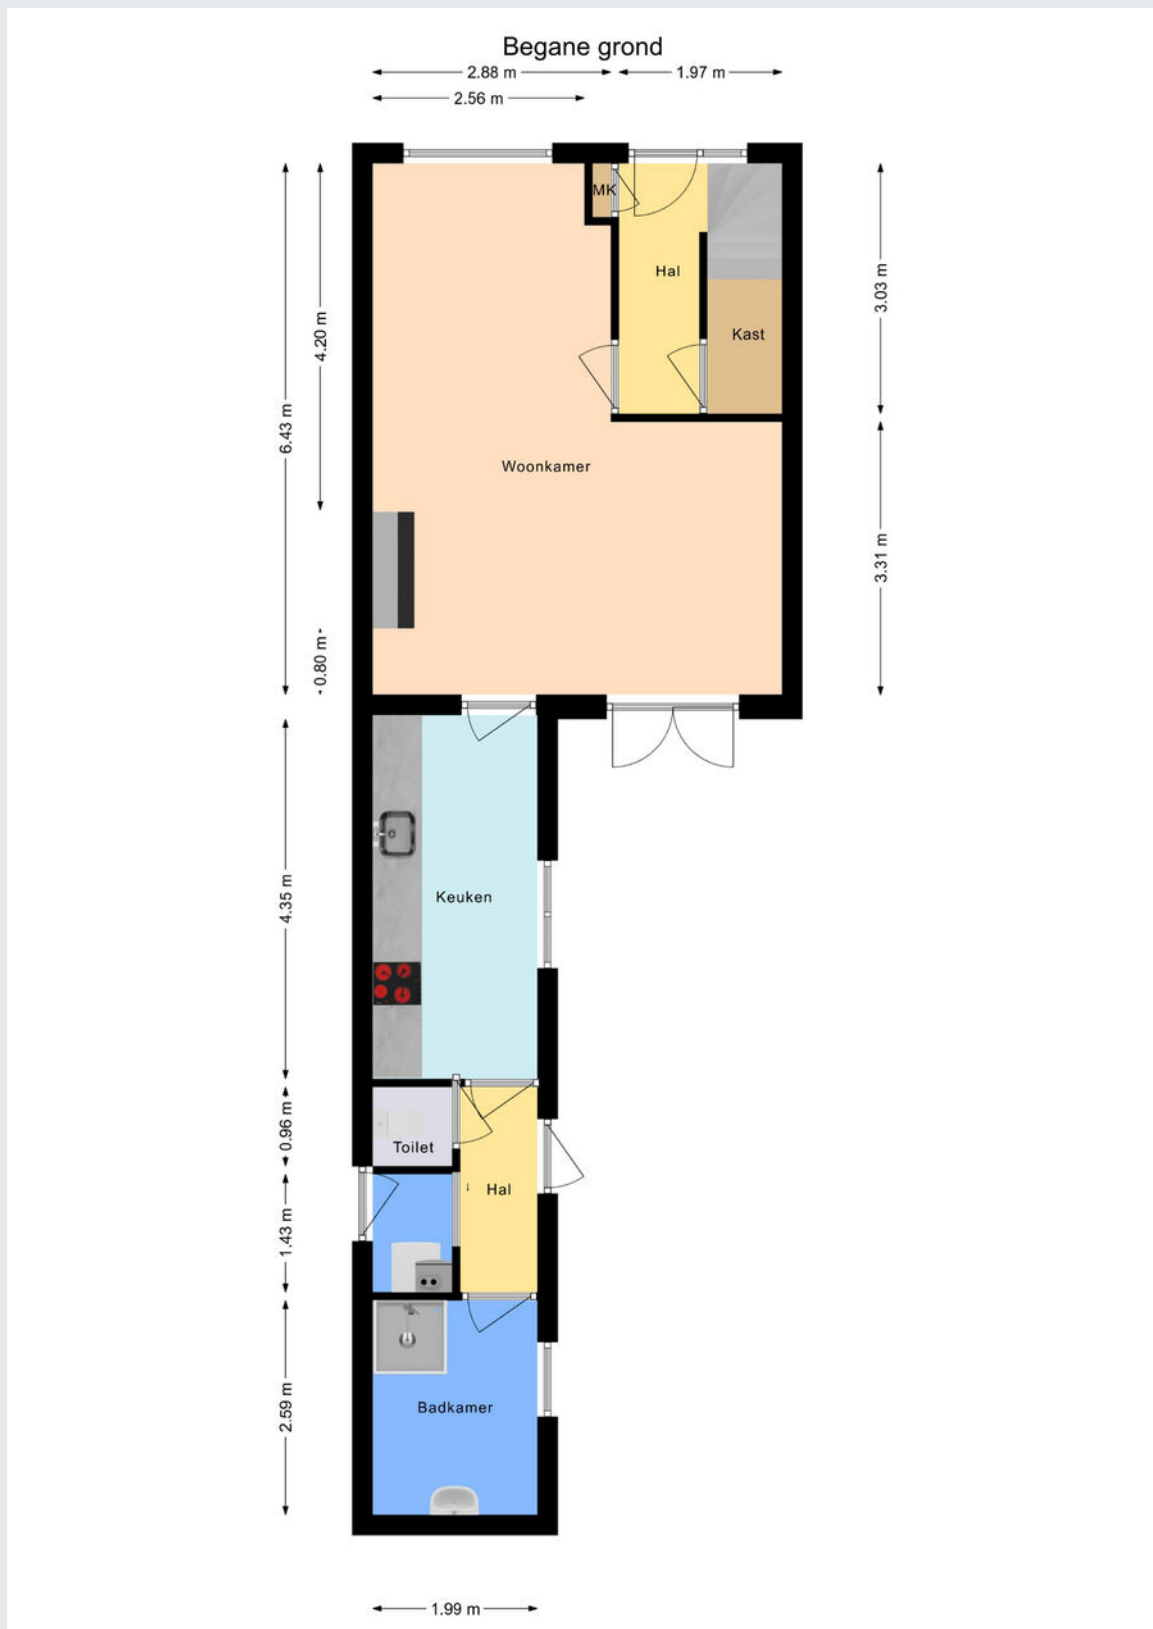 Begane grond
2.88 m
1.97 m
2.56 m
MK
Hal
Kast
3.03 m
4.20 m
6.43 m
Woonkamer
3.31 m
0.80 m
Keuken
4.35 m
Toilet
0.96 m
Hal
1.43 m
Badkamer
2.59 m
1.99 m